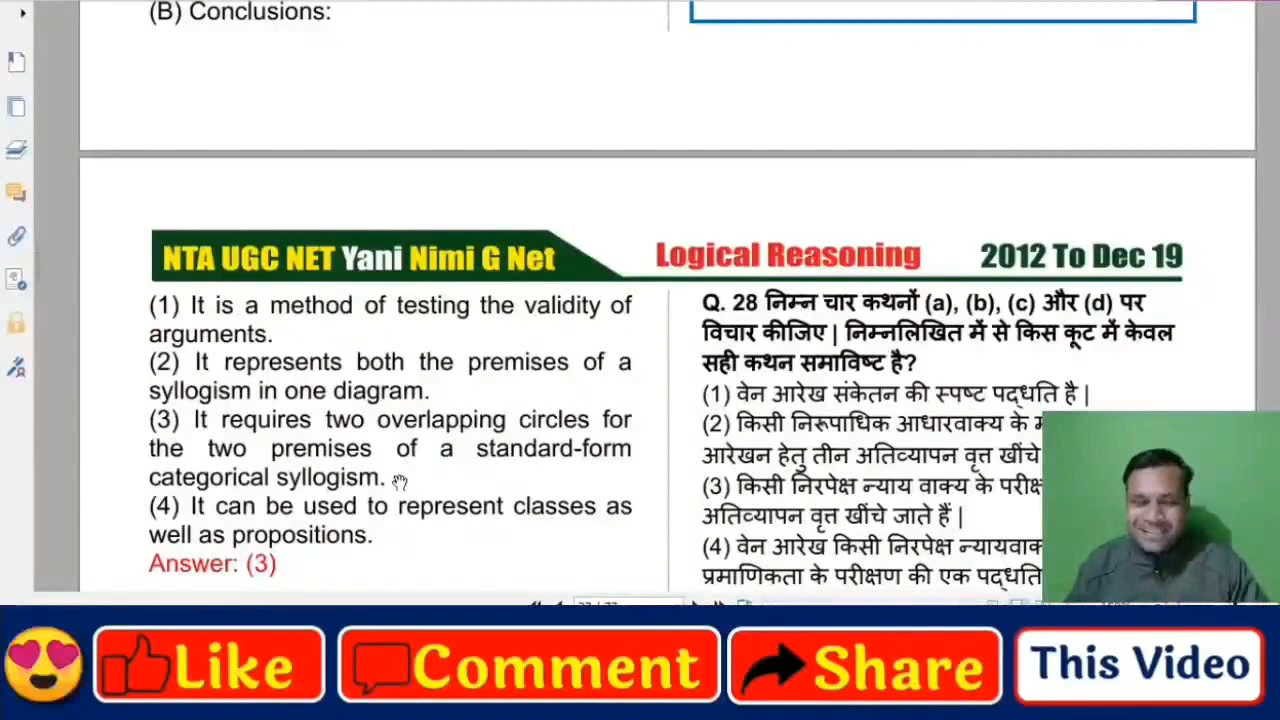 (B) Conclusions:
NTA UGC NET Yani Nimi G Net
Logical Reasoning
2012 To Dec 19
(1) It is a method of testing the validity of
arguments.
(2) It represents both the premises of a
syllogism in one diagram.
(3) It requires two overlapping circles for
the two premises of a standard-form
categorical syllogism.
(4) It can be used to represent classes as
well as propositions.
Answer: (3)
Q. 28 निम्न चार कथनों (a), (b), (c) और (d) पर
विचार कीजिए | निम्नलिखित में से किस कूट में केवल
सही कथन समाविष्ट है?
(1) वेन आरेख संकेतन की स्पष्ट पद्धति है |
(2) किसी निरूपाधिक आधारवाक्य के
आरेखन हेतु तीन अतिव्यापन वृत्त खींचे
(3) किसी निरपेक्ष न्याय वाक्य के
अतिव्यापन वृत्त खींचे जाते हैं |
(4) वेन आरेख किसी निरपेक्ष
प्रमाणिकता के परीक्षण की एक
Like
Comment
Share
This Video